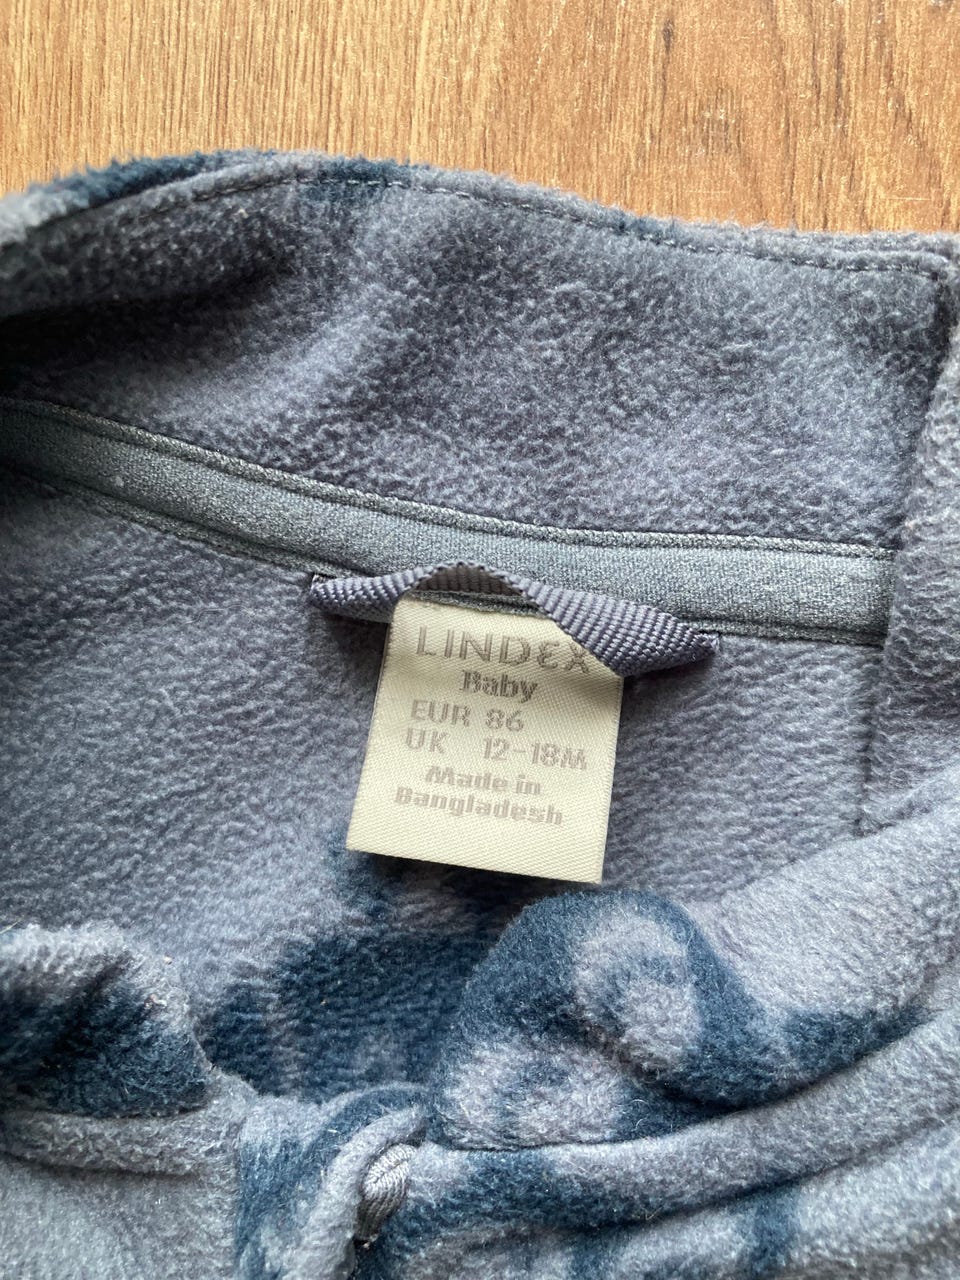 LINDEX
Baby
EUR 86
UK 12-18M
Made in
Bangladesh